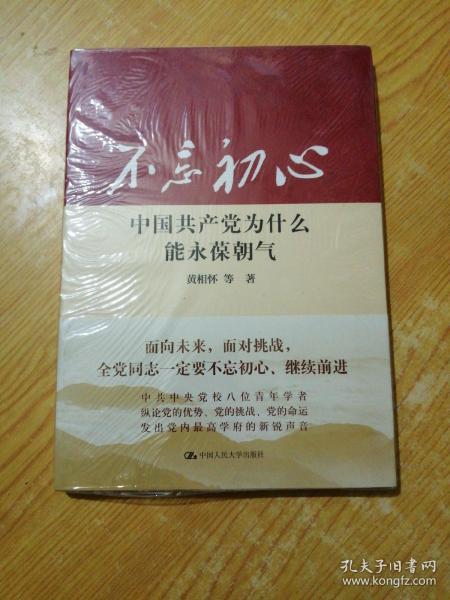 不忘初心
中国共产党为什么
能永葆朝气
黄相怀 等 著
面向未来，面对挑战，
全党同志一定要不忘初心、继续前进
中共中央党校八位青年学者
纵论党的优势、党的挑战、党的命运
发出党内最高学府的新锐声音
中国人民大学出版社
孔夫子旧书网
www.kongfz.com